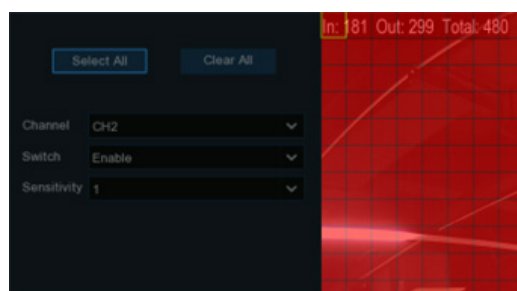 In: 181 Out: 299 Total: 480
Select All Clear All
Channel CH2
Switch Enable
Sensitivity 1